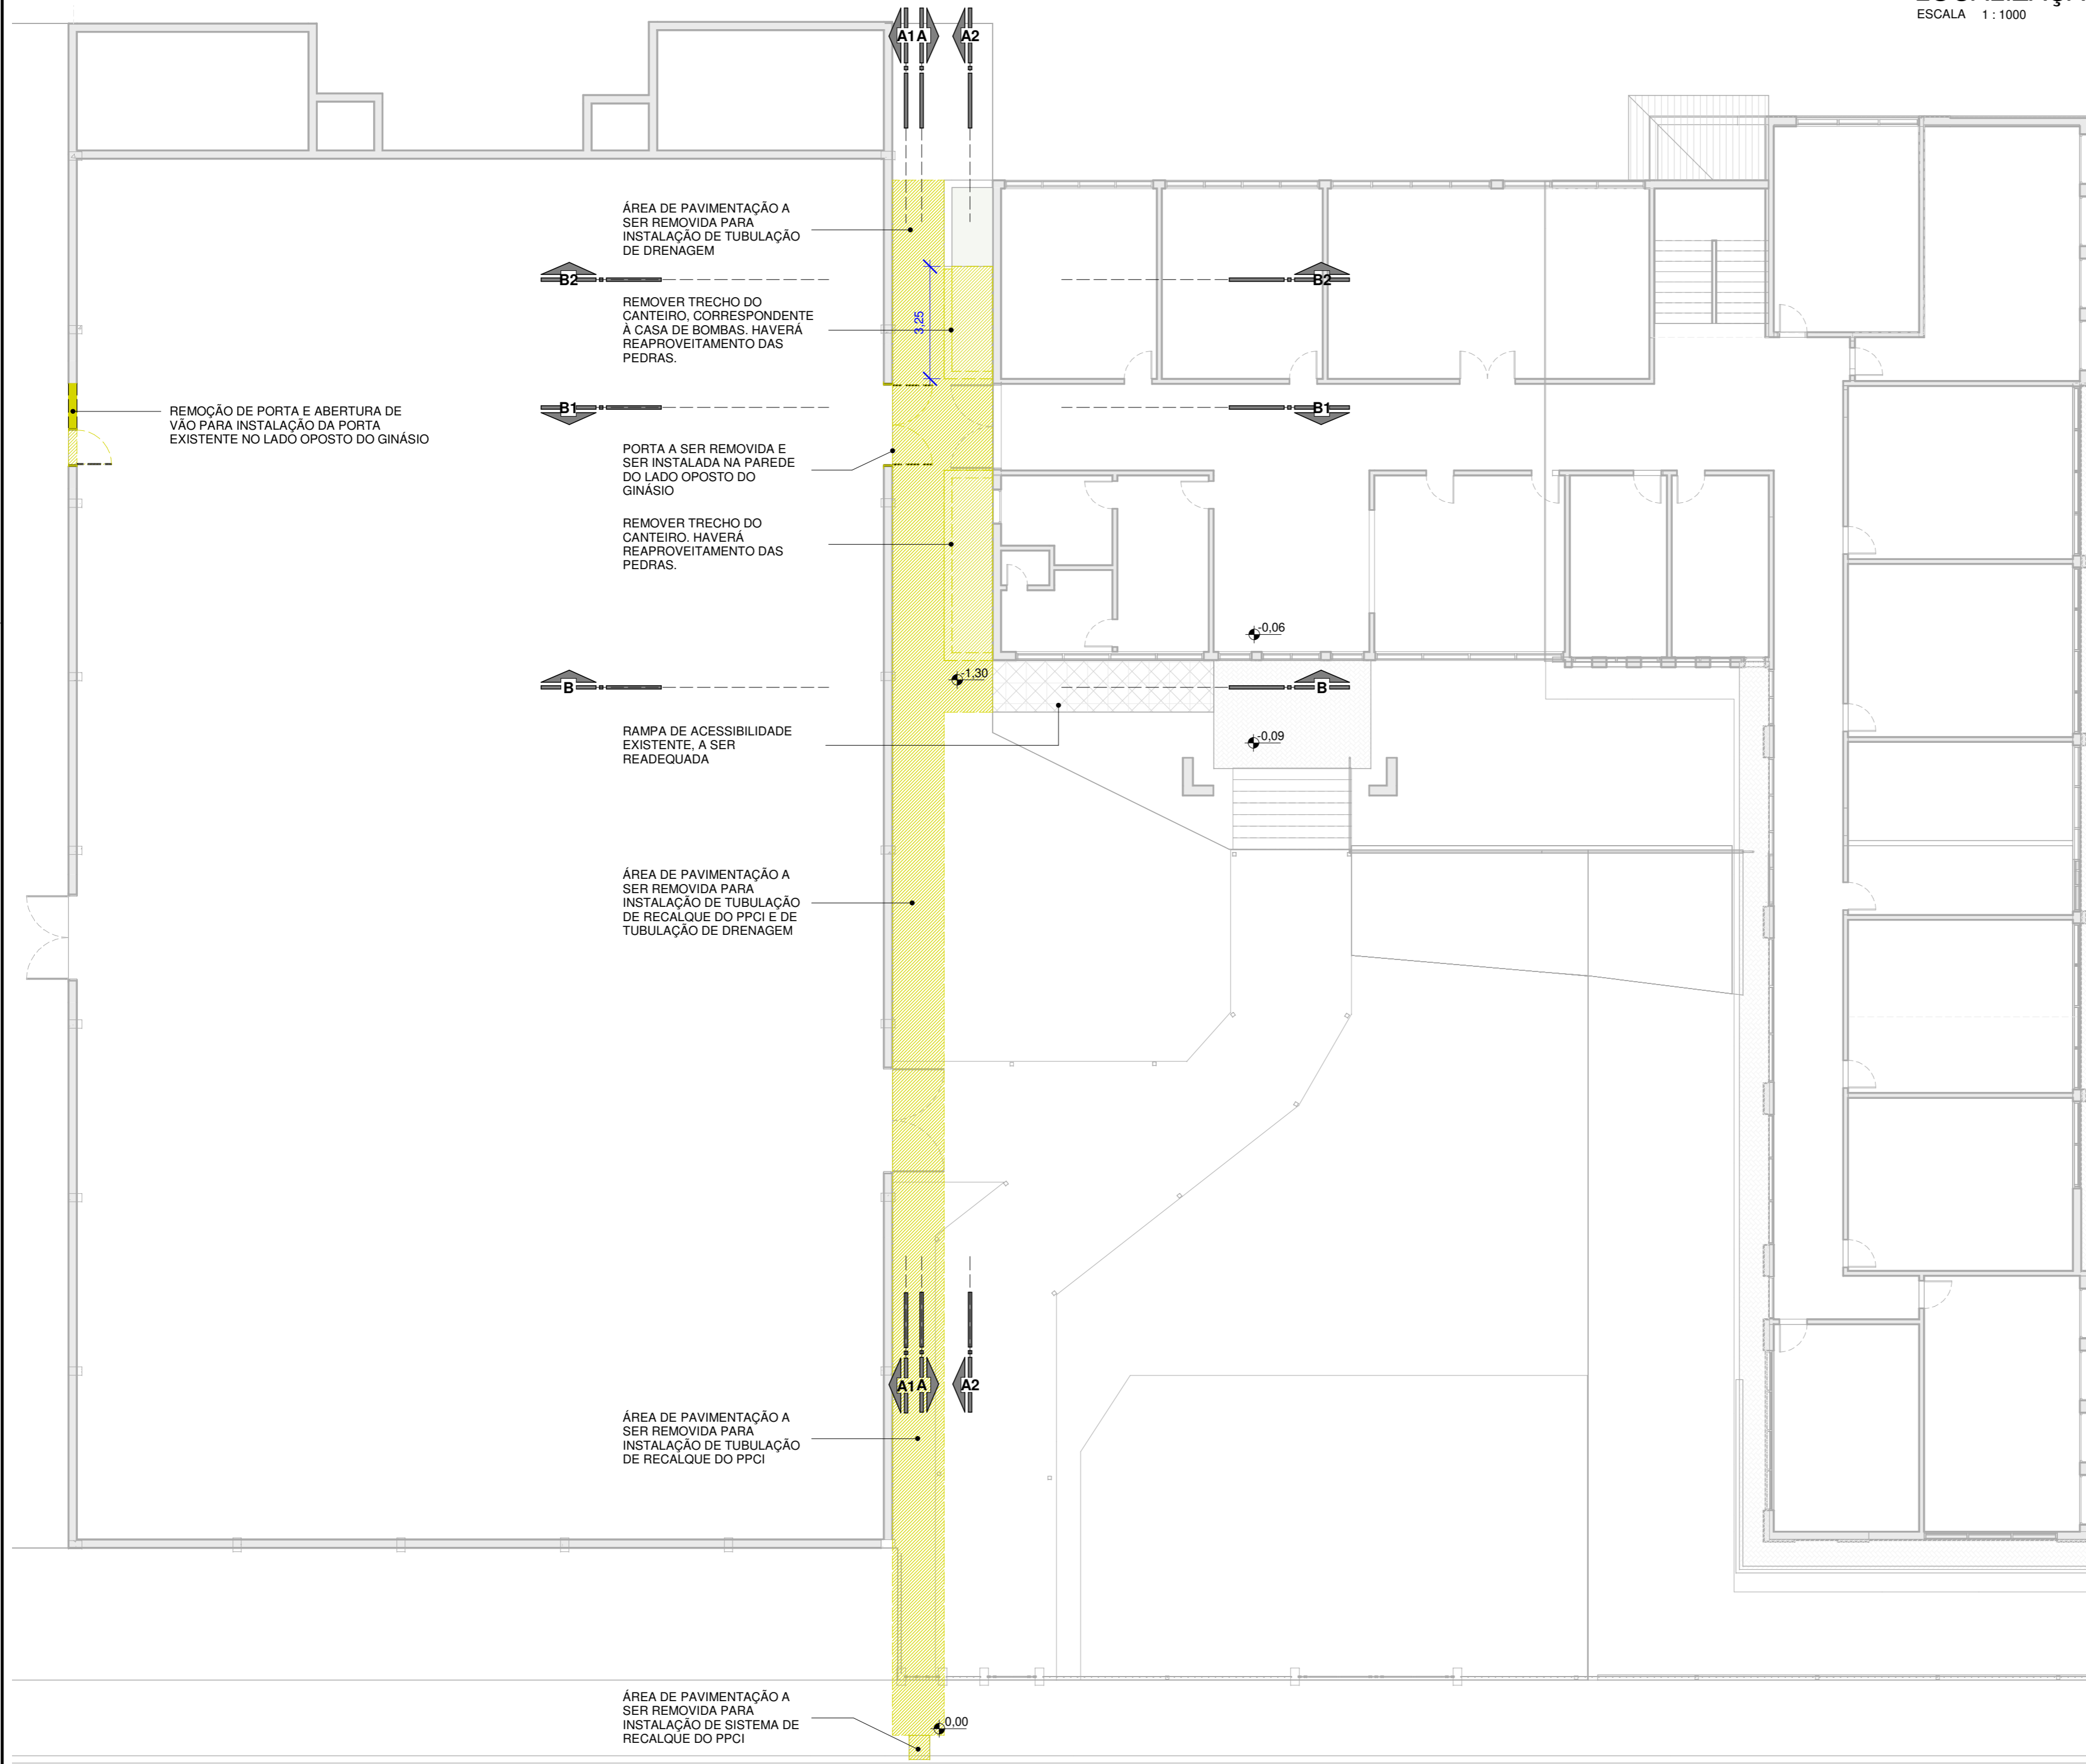 ESCALA 1 : 1000
A1 A A2
ÁREA DE PAVIMENTAÇÃO A
SER REMOVIDA PARA
INSTALAÇÃO DE TUBULAÇÃO
DE DRENAGEM
B2
B2
REMOVER TRECHO DO
CANTEIRO, CORRESPONDENTE
À CASA DE BOMBAS. HAVERÁ
REAPROVEITAMENTO DAS
PEDRAS.
3,25
REMOÇÃO DE PORTA E ABERTURA DE
VÃO PARA INSTALAÇÃO DA PORTA
EXISTENTE NO LADO OPOSTO DO GINÁSIO
B1
B1
PORTA A SER REMOVIDA E
SER INSTALADA NA PAREDE
DO LADO OPOSTO DO
GINÁSIO
REMOVER TRECHO DO
CANTEIRO. HAVERÁ
REAPROVEITAMENTO DAS
PEDRAS.
-0,06
-1,30
B
B
RAMPA DE ACESSIBILIDADE
EXISTENTE, A SER
READEQUADA
-0,09
ÁREA DE PAVIMENTAÇÃO A
SER REMOVIDA PARA
INSTALAÇÃO DE TUBULAÇÃO
DE RECALQUE DO PPCI E DE
TUBULAÇÃO DE DRENAGEM
A1 A A2
ÁREA DE PAVIMENTAÇÃO A
SER REMOVIDA PARA
INSTALAÇÃO DE TUBULAÇÃO
DE RECALQUE DO PPCI
ÁREA DE PAVIMENTAÇÃO A
SER REMOVIDA PARA
INSTALAÇÃO DE SISTEMA DE
RECALQUE DO PPCI
0,00